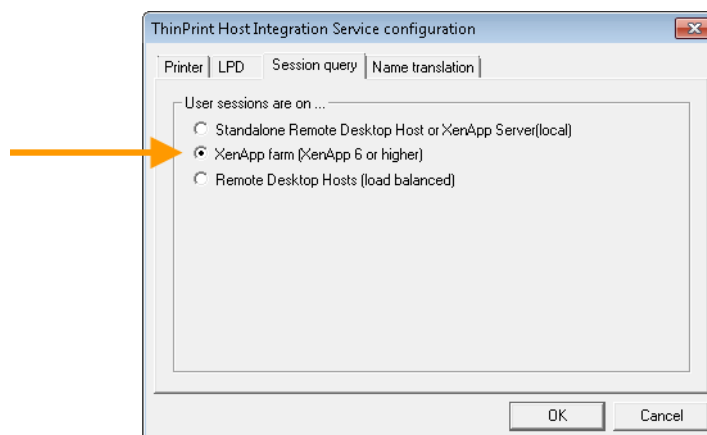 ThinPrint Host Integration Service configuration
Printer LPD Session query Name translation
User sessions are on ...
Standalone Remote Desktop Host or XenApp Server(local)
XenApp farm (XenApp 6 or higher)
Remote Desktop Hosts (load balanced)
OK Cancel